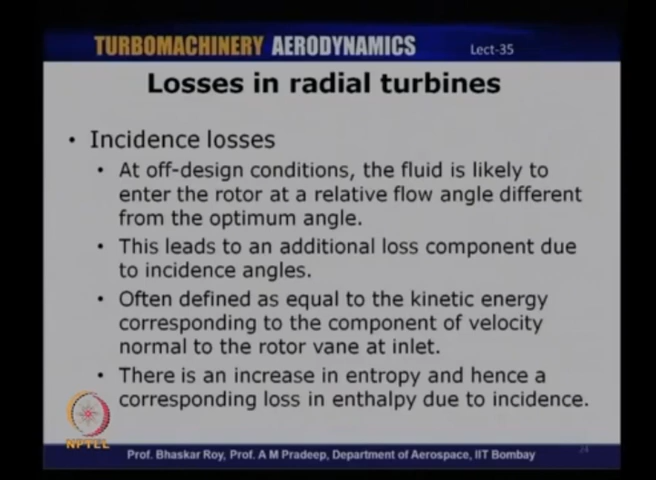 TURBOMACHINERY AERODYNAMICS Lect-35
Losses in radial turbines
• Incidence losses
• At off-design conditions, the fluid is likely to
enter the rotor at a relative flow angle different
from the optimum angle.
• This leads to an additional loss component due
to incidence angles.
• Often defined as equal to the kinetic energy
corresponding to the component of velocity
normal to the rotor vane at inlet.
• There is an increase in entropy and hence a
corresponding loss in enthalpy due to incidence.
NPTEL
Prof. Bhaskar Roy, Prof. A M Pradeep, Department of Aerospace, IIT Bombay